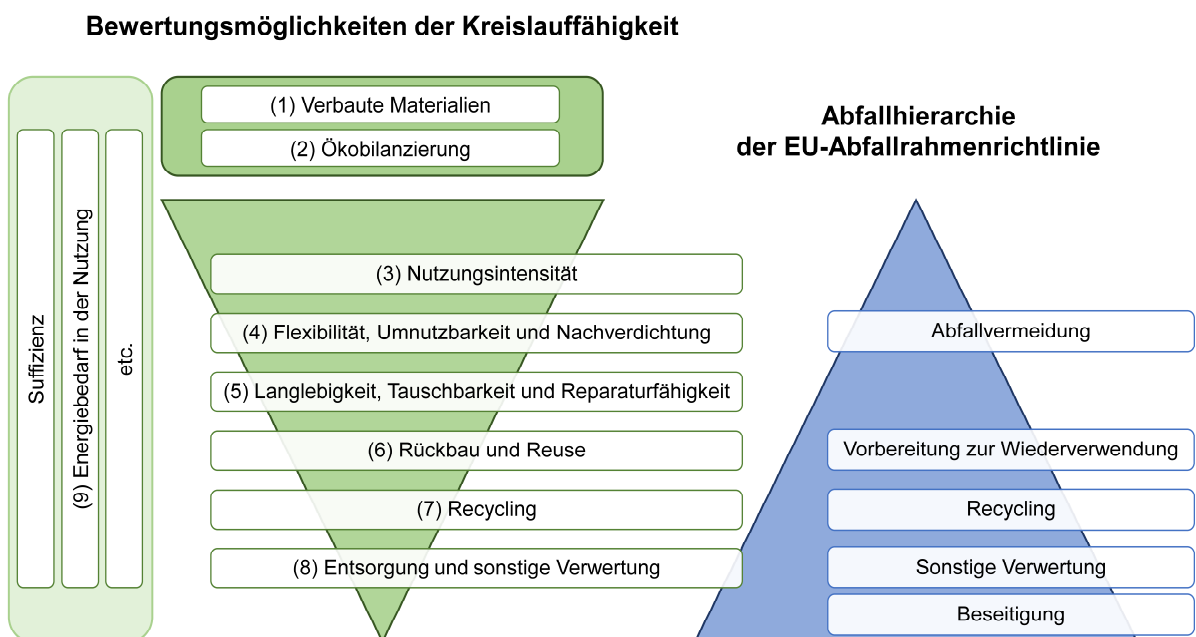 Bewertungsmöglichkeiten der Kreislauffähigkeit
Suffizienz
(9) Energiebedarf in der Nutzung
etc.
(1) Verbaute Materialien
(2) Ökobilanzierung
(3) Nutzungsintensität
(4) Flexibilität, Umnutzbarkeit und Nachverdichtung
(5) Langlebigkeit, Tauschbarkeit und Reparaturfähigkeit
(6) Rückbau und Reuse
(7) Recycling
(8) Entsorgung und sonstige Verwertung
Abfallhierarchie
der EU-Abfallrahmenrichtlinie
Abfallvermeidung
Vorbereitung zur Wiederverwendung
Recycling
Sonstige Verwertung
Beseitigung